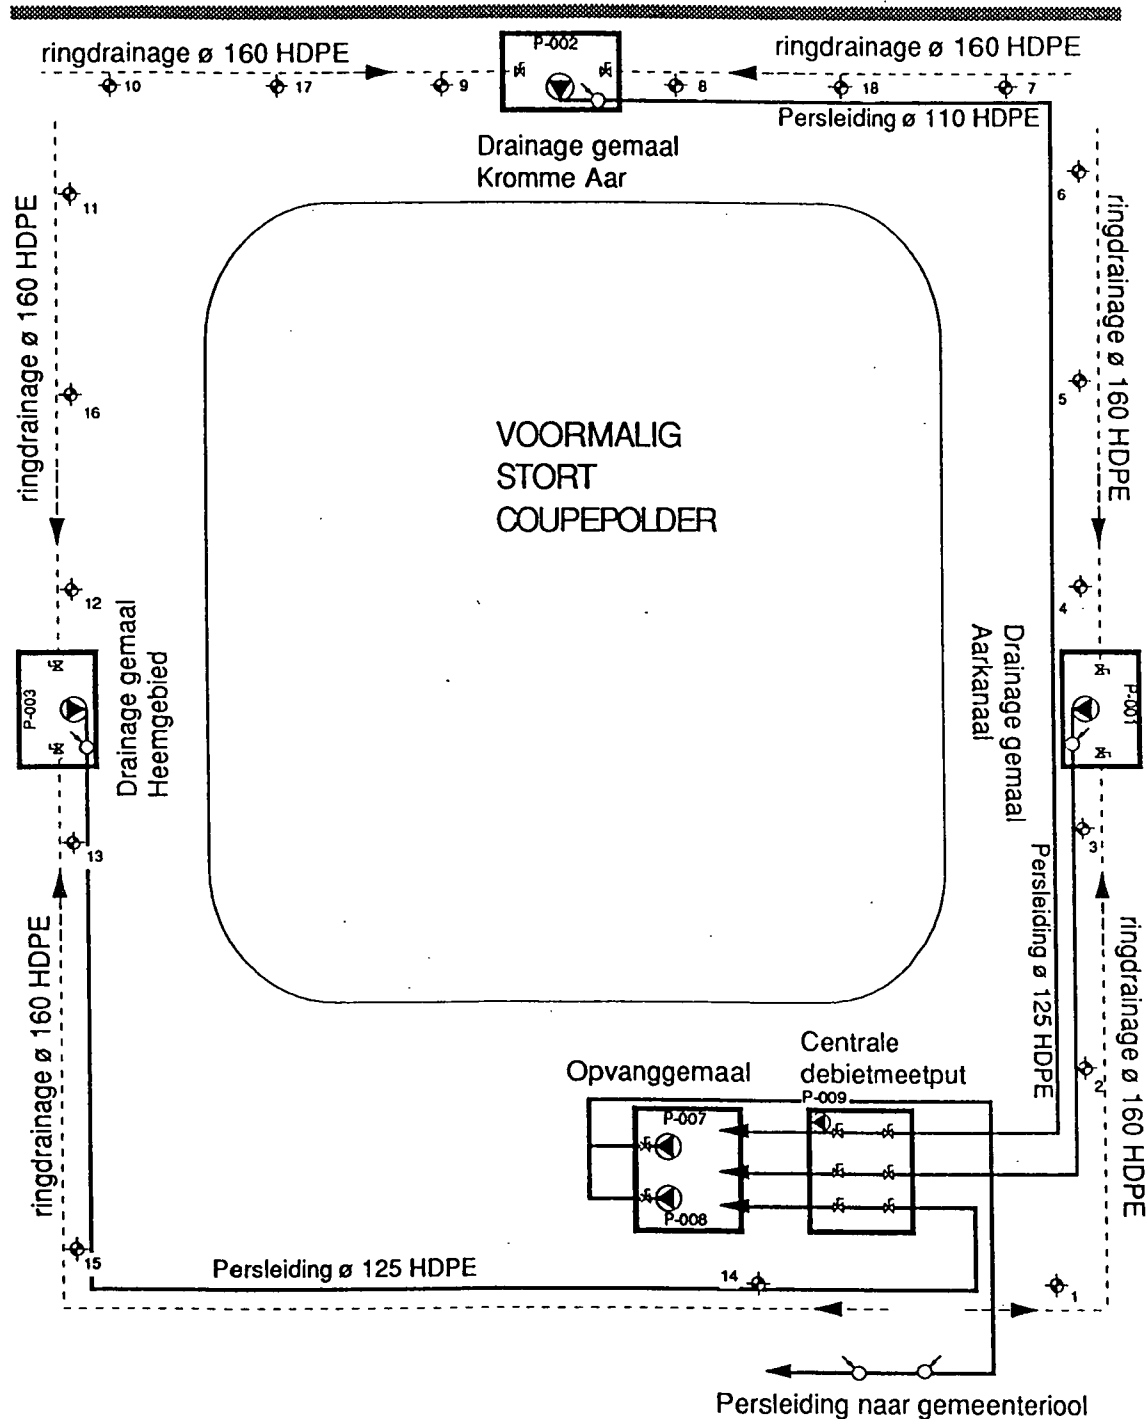 ringdrainage ø 160 HDPE
P-002
ringdrainage ø 160 HDPE
10
17
9
8
18
7
Persleiding ø 110 HDPE
Drainage gemaal
Kromme Aar
11
6
ringdrainage ø 160 HDPE
ringdrainage ø 160 HDPE
16
5
VOORMALIG
STORT
COUPEPOLDER
12
4
P-003
Drainage gemaal
Heemgebied
Drainage gemaal
Aarkanaal
P-001
13
3
Persleiding ø 125 HDPE
ringdrainage ø 160 HDPE
ringdrainage ø 160 HDPE
2
Opvanggemaal
Centrale
debietmeetput
P-009
P-007
P-008
15
Persleiding ø 125 HDPE
14
1
Persleiding naar gemeenteriool